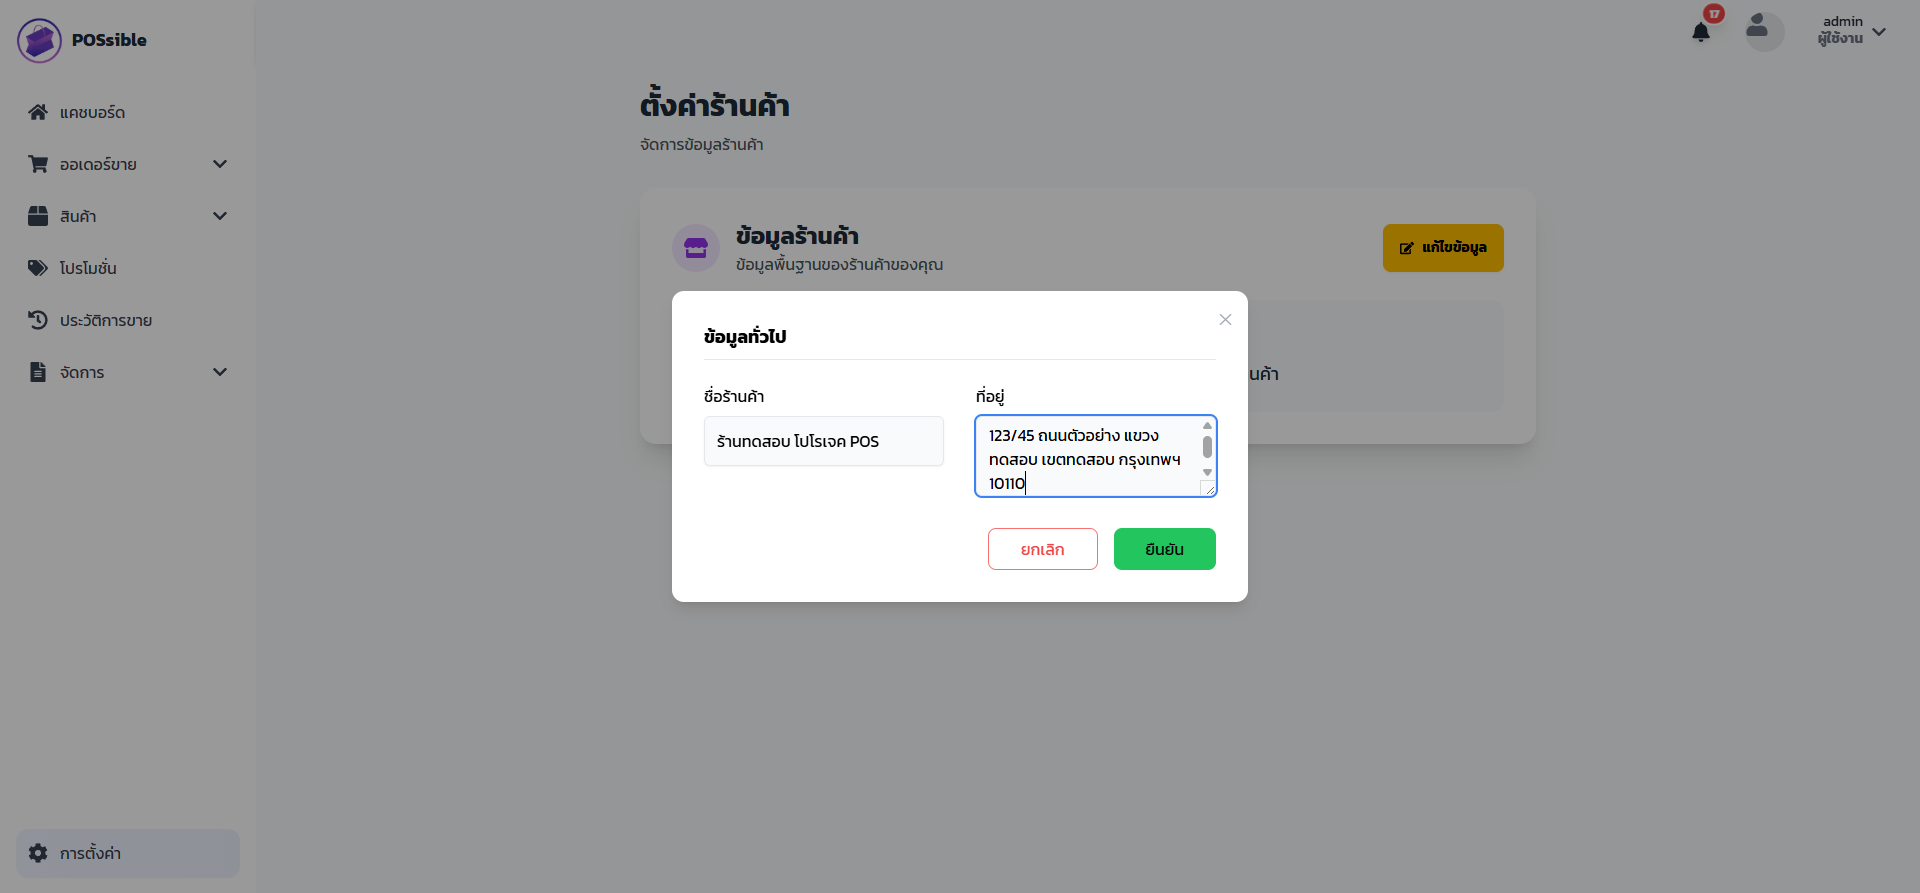 POSsible
แดชบอร์ด
ออเดอร์ขาย
สินค้า
โปรโมชั่น
ประวัติการขาย
จัดการ
การตั้งค่า
17
admin
ผู้ใช้งาน
ตั้งค่าร้านค้า
จัดการข้อมูลร้านค้า
ข้อมูลร้านค้า
ข้อมูลพื้นฐานของร้านค้าของคุณ
แก้ไขข้อมูล
นค้า
ข้อมูลทั่วไป
ชื่อร้านค้า
ร้านทดสอบ โปโรเจค POS
ที่อยู่
123/45 ถนนตัวอย่าง แขวง
ทดสอบ เขตทดสอบ กรุงเทพฯ
10110
ยกเลิก
ยืนยัน